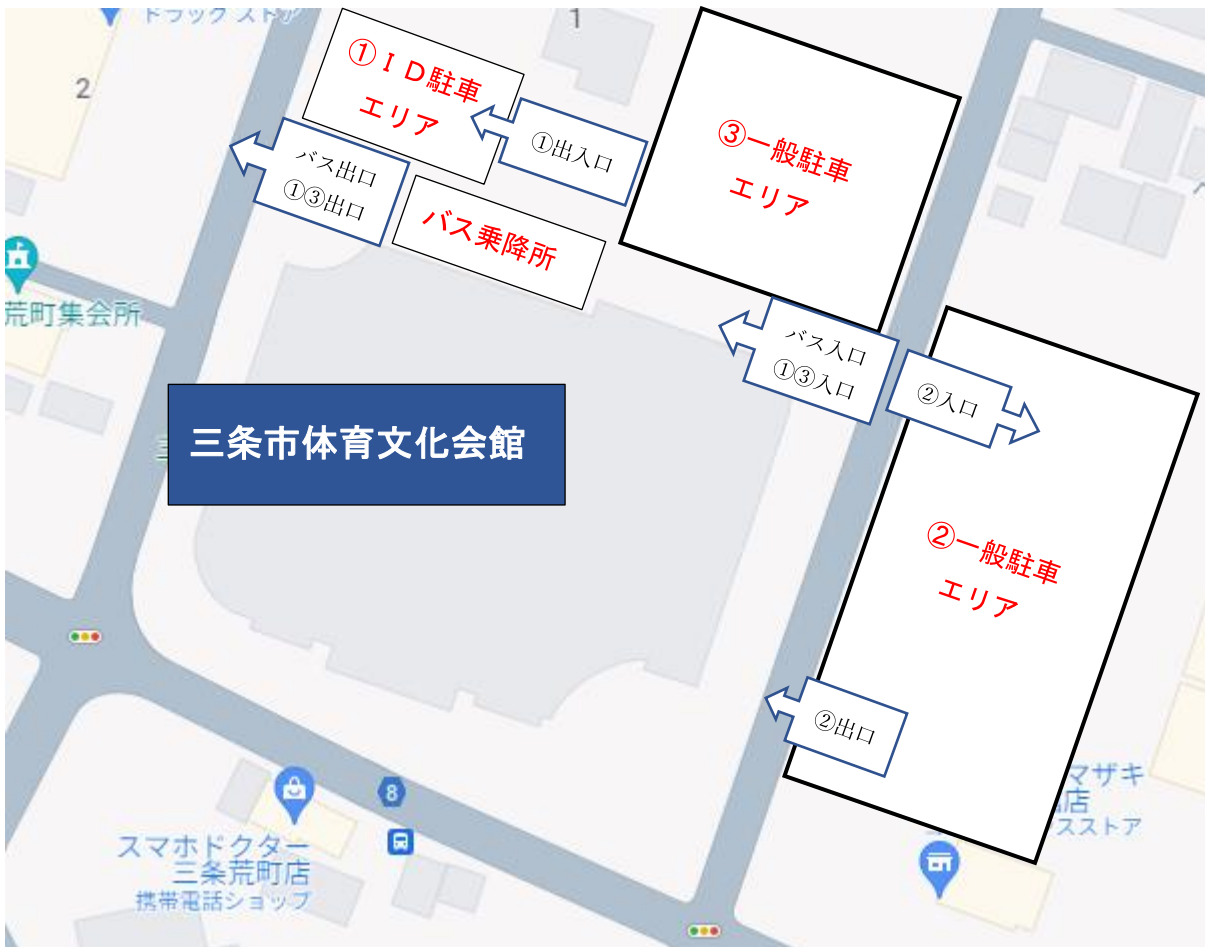 ドラッグ ストア
1
2
①ＩＤ駐車
エリア
①出入口
③一般駐車
エリア
バス出口
①③出口
バス乗降所
荒町集会所
バス入口
①③入口
②入口
三条市体育文化会館
②一般駐車
エリア
②出口
マザキ
店
スストア
8
スマホドクター
三条荒町店
携帯電話ショップ